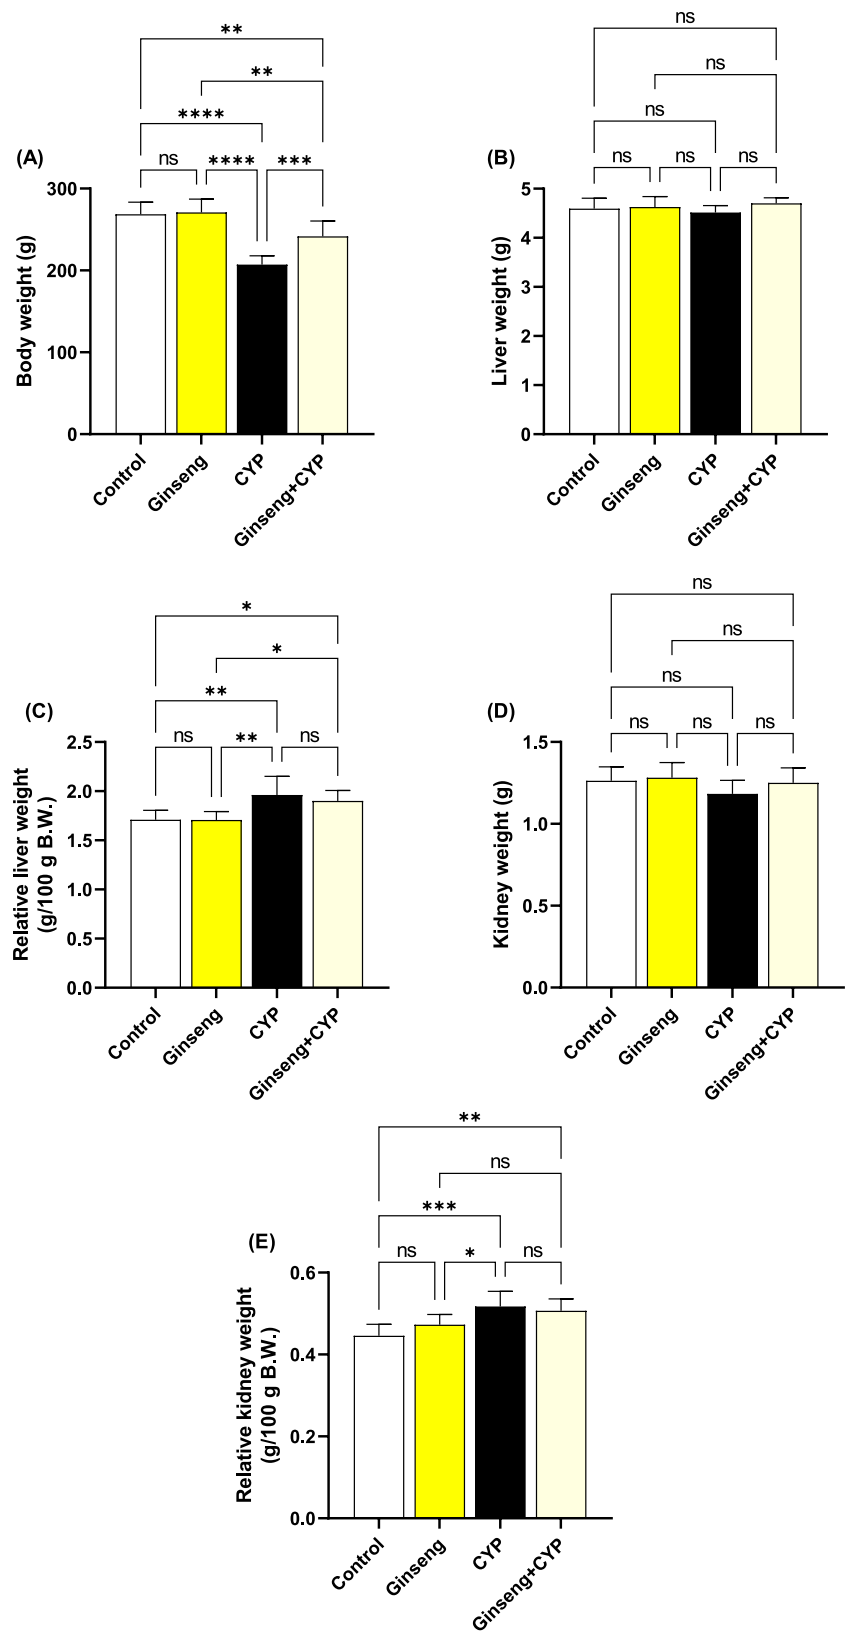 **
**
****
ns
****
***
(A)
300
200
100
0
Body weight (g)
Control
Ginseng
CYP
Ginseng+CYP
ns
ns
ns
ns
ns
ns
(B)
5
4
3
2
1
0
Liver weight (g)
Control
Ginseng
CYP
Ginseng+CYP
*
*
**
ns
**
ns
(C)
2.5
2.0
1.5
1.0
0.5
0.0
Relative liver weight
(g/100 g B.W.)
Control
Ginseng
CYP
Ginseng+CYP
ns
ns
ns
ns
ns
ns
(D)
1.5
1.0
0.5
0.0
Kidney weight (g)
Control
Ginseng
CYP
Ginseng+CYP
**
ns
***
ns
*
ns
(E)
0.6
0.4
0.2
0.0
Relative kidney weight
(g/100 g B.W.)
Control
Ginseng
CYP
Ginseng+CYP